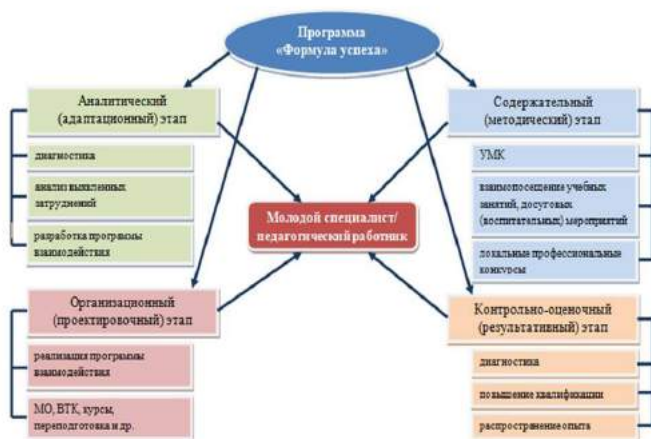 Программа
«Формула успеха»
Аналитический
(адаптационный) этап
диагностика
анализ выявленных
затруднений
разработка программы
взаимодействия
Содержательный
(методический) этап
УМК
взаимопосещение учебных
занятий, досуговых
(воспитательных) мероприятий
локальные профессиональные
конкурсы
Молодой специалист/
педагогический работник
Организационный
(проектировочный) этап
реализация программы
взаимодействия
МО, ВТК, курсы,
переподготовка и др.
Контрольно-оценочный
(результативный) этап
диагностика
повышение квалификации
распространение опыта